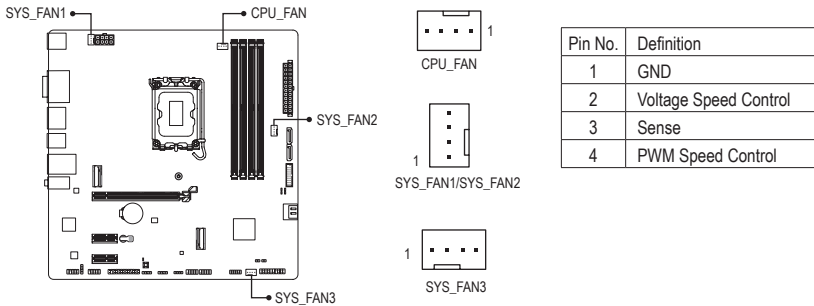 SYS_FAN1
CPU_FAN
SYS_FAN2
SYS_FAN3
1
CPU_FAN
1
SYS_FAN1/SYS_FAN2
1
SYS_FAN3
Pin No. Definition
1 GND
2 Voltage Speed Control
3 Sense
4 PWM Speed Control